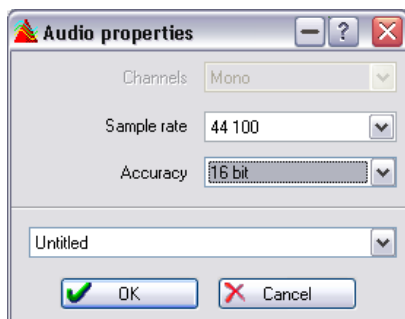 Audio properties
Channels Mono
Sample rate 44 100
Accuracy 16 bit
Untitled
OK Cancel